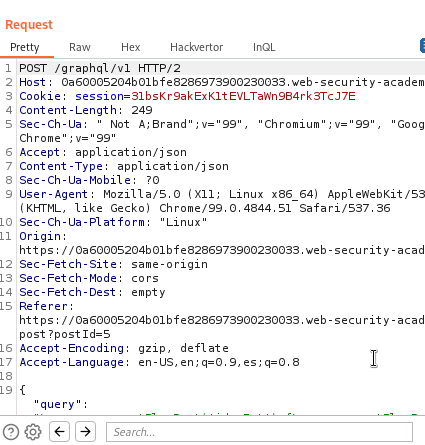 Request
Pretty Raw Hex Hackvertor InQL
1 POST /graphql/v1 HTTP/2
2 Host: 0a60005204b01bfe8286973900230033.web-security-academ
3 Cookie: session=31bsKr9akExK1tEVLTaWn9B4rk3TcJ7E
4 Content-Length: 249
5 Sec-Ch-Ua: " Not A;Brand";v="99", "Chromium";v="99", "Goog
Chrome";v="99"
6 Accept: application/json
7 Content-Type: application/json
8 Sec-Ch-Ua-Mobile: ?0
9 User-Agent: Mozilla/5.0 (X11; Linux x86_64) AppleWebKit/53
(KHTML, like Gecko) Chrome/99.0.4844.51 Safari/537.36
10 Sec-Ch-Ua-Platform: "Linux"
11 Origin:
https://0a60005204b01bfe8286973900230033.web-security-acad
12 Sec-Fetch-Site: same-origin
13 Sec-Fetch-Mode: cors
14 Sec-Fetch-Dest: empty
15 Referer:
https://0a60005204b01bfe8286973900230033.web-security-acad
post?postId=5
16 Accept-Encoding: gzip, deflate
17 Accept-Language: en-US,en;q=0.9,es;q=0.8
18
19 {
"query":
Search...